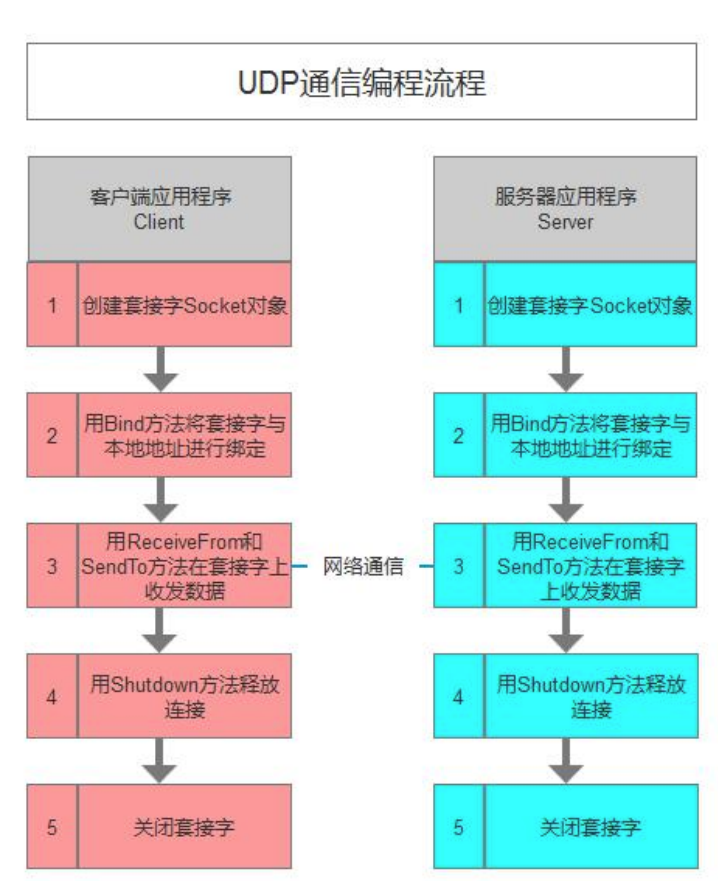 UDP通信编程流程
客户端应用程序
Client
1
创建套接字Socket对象
2
用Bind方法将套接字与
本地地址进行绑定
3
用ReceiveFrom和
SendTo方法在套接字上
收发数据
4
用Shutdown方法释放
连接
5
关闭套接字
网络通信
服务器应用程序
Server
1
创建套接字Socket对象
2
用Bind方法将套接字与
本地地址进行绑定
3
用ReceiveFrom和
SendTo方法在套接字
上收发数据
4
用Shutdown方法释放
连接
5
关闭套接字